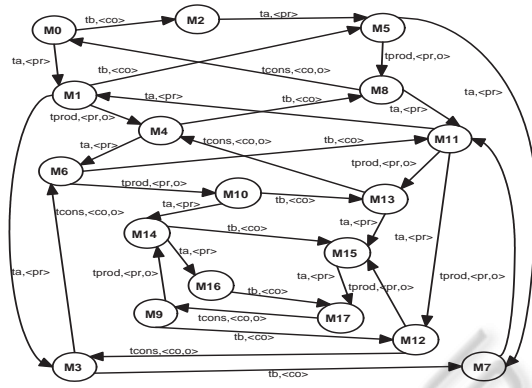 M0
tb,<co>
M2
ta,<pr>
M5
ta,<pr>
tprod,<pr,o>
tcons,<co,o>
tb,<co>
M1
ta,<pr>
M8
ta,<pr>
tprod,<pr,o>
tb,<co>
ta,<pr>
M4
M11
ta,<pr>
tcons,<co,o>
tb,<co>
tprod,<pr,o>
M6
tprod,<pr,o>
M10
tb,<co>
M13
tcons,<co,o>
ta,<pr>
M14
tb,<co>
ta,<pr>
ta,<pr>
M15
ta,<pr>
ta,<pr>
tprod,<pr,o>
M16
ta,<pr>
tprod,<pr,o>
tprod,<pr,o>
tb,<co>
M9
tcons,<co,o>
M17
tb,<co>
M12
tcons,<co,o>
M3
tb,<co>
M7